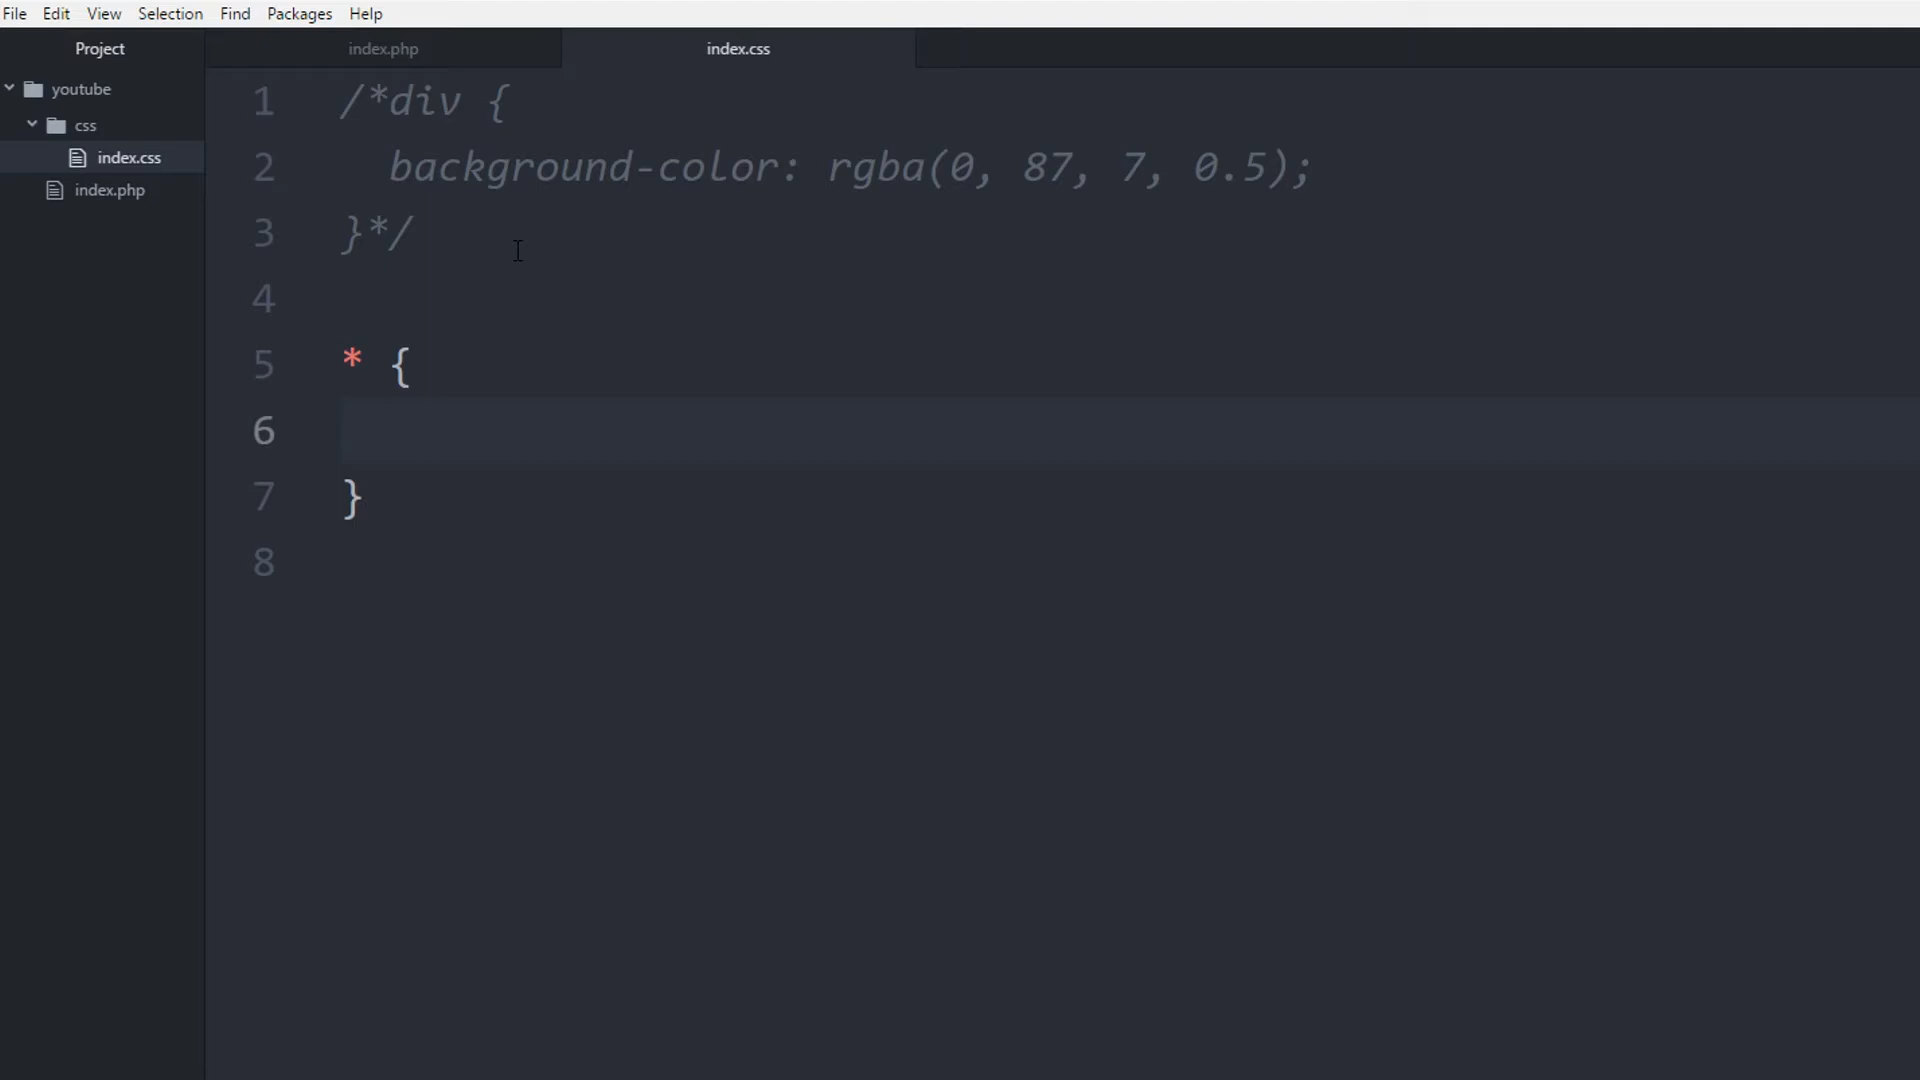 File Edit View Selection Find Packages Help
Project
index.php
index.css
youtube
css
index.css
index.php
1 /*div {
2   background-color: rgba(0, 87, 7, 0.5);
3 }*/
4
5 * {
6
7 }
8